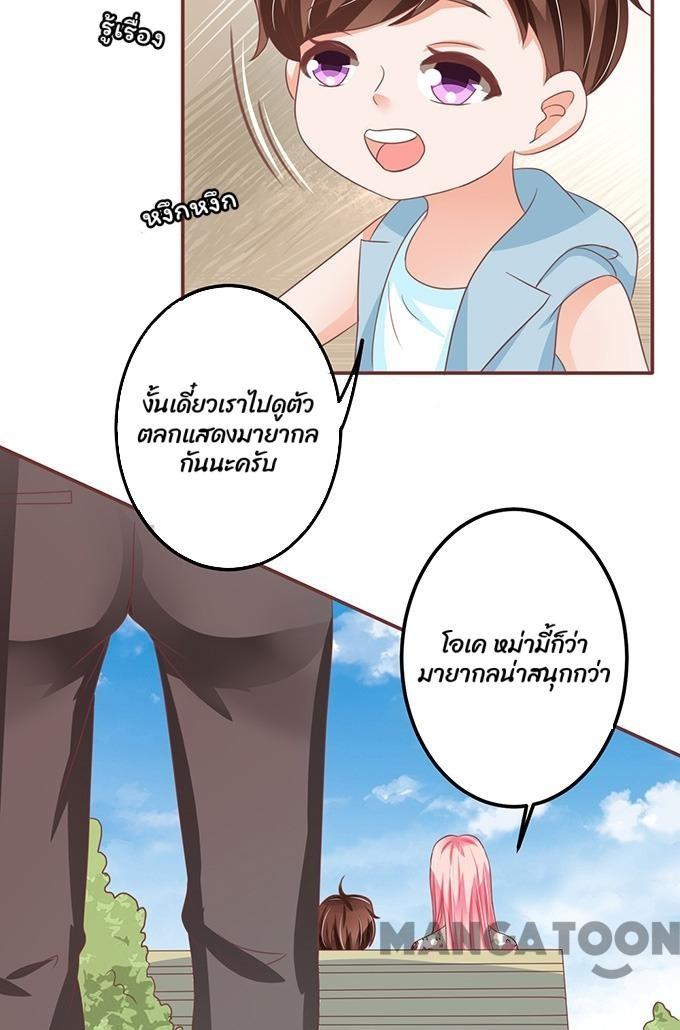 รู้เรื่อง
หงึกหงึก
งั้นเดี๋ยวเราไปดูตัว
ตลกแสดงมายากล
กันนะครับ
โอเค หม่ามี้ก็ว่า
มายากลน่าสนุกกว่า
MANGATOON